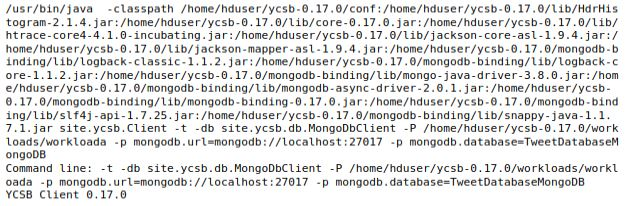 /usr/bin/java  -classpath /home/hduser/ycsb-0.17.0/conf:/home/hduser/ycsb-0.17.0/lib/HdrHis
togram-2.1.4.jar:/home/hduser/ycsb-0.17.0/lib/core-0.17.0.jar:/home/hduser/ycsb-0.17.0/lib/
htrace-core4-4.1.0-incubating.jar:/home/hduser/ycsb-0.17.0/lib/jackson-core-asl-1.9.4.jar:/
home/hduser/ycsb-0.17.0/lib/jackson-mapper-asl-1.9.4.jar:/home/hduser/ycsb-0.17.0/mongodb-b
inding/lib/logback-classic-1.1.2.jar:/home/hduser/ycsb-0.17.0/mongodb-binding/lib/logback-c
ore-1.1.2.jar:/home/hduser/ycsb-0.17.0/mongodb-binding/lib/mongo-java-driver-3.8.0.jar:/hom
e/hduser/ycsb-0.17.0/mongodb-binding/lib/mongodb-async-driver-2.0.1.jar:/home/hduser/ycsb-
0.17.0/mongodb-binding/lib/mongodb-binding-0.17.0.jar:/home/hduser/ycsb-0.17.0/mongodb-bind
ing/lib/slf4j-api-1.7.25.jar:/home/hduser/ycsb-0.17.0/mongodb-binding/lib/snappy-java-1.1.
7.1.jar site.ycsb.Client -t -db site.ycsb.db.MongoDbClient -P /home/hduser/ycsb-0.17.0/work
loads/workloada -p mongodb.url=mongodb://localhost:27017 -p mongodb.database=TweetDatabaseM
ongoDB
Command line: -t -db site.ycsb.db.MongoDbClient -P /home/hduser/ycsb-0.17.0/workloads/workl
oada -p mongodb.url=mongodb://localhost:27017 -p mongodb.database=TweetDatabaseMongoDB
YCSB Client 0.17.0